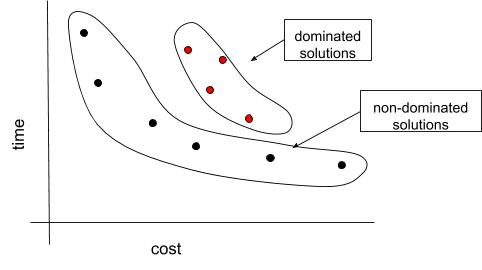 dominated
solutions
non-dominated
solutions
time
cost